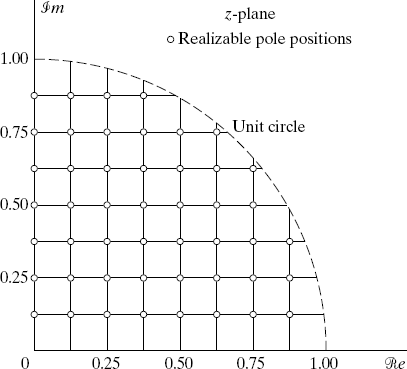 ℐm
z-plane
Realizable pole positions
1.00
Unit circle
0.75
0.50
0.25
0 0.25 0.50 0.75 1.00 ℛe